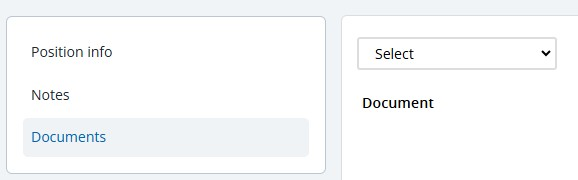 Position info
Notes
Documents
Select
Document